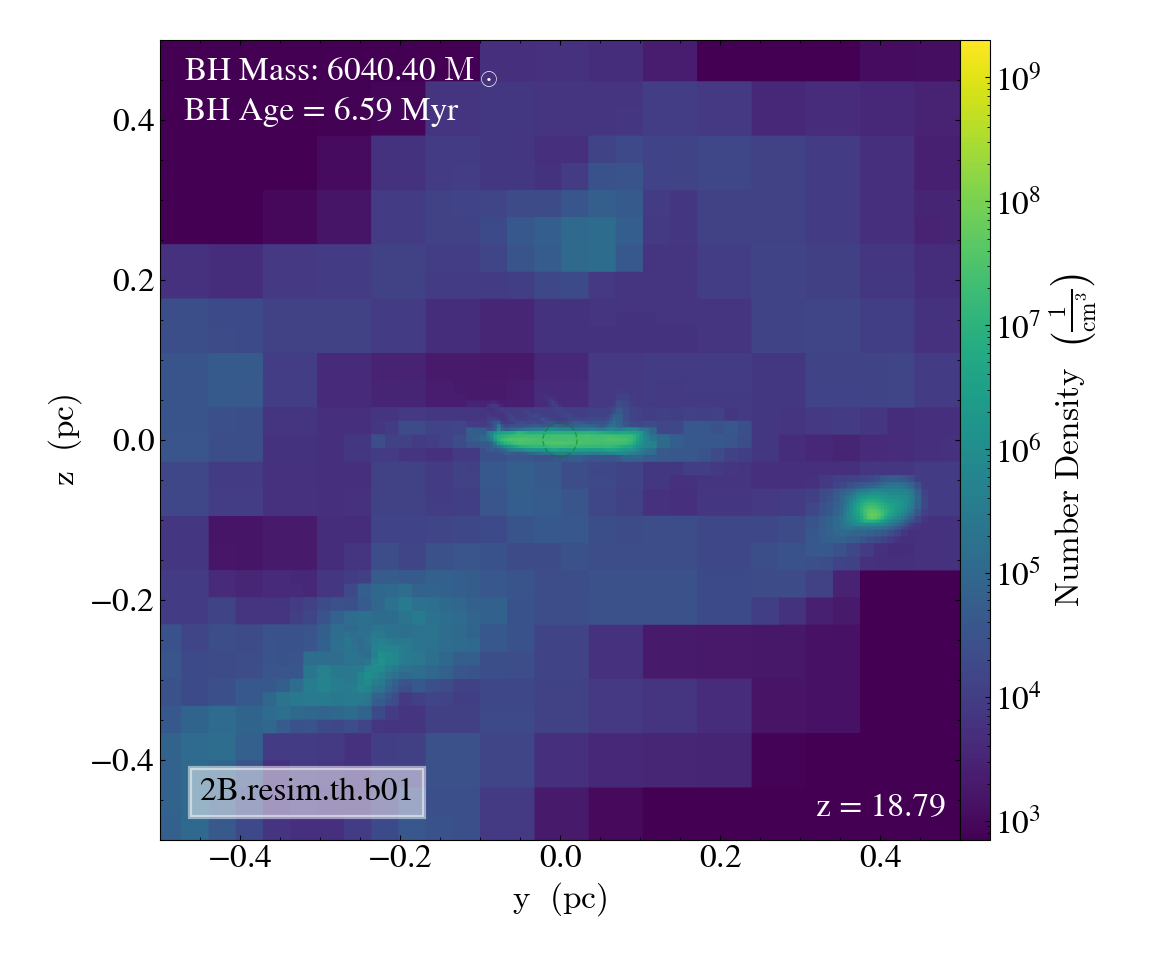 BH Mass: 6040.40 M⊙
BH Age = 6.59 Myr
2B.resim.th.b01
z = 18.79
0.4
0.2
0.0
−0.2
−0.4
z (pc)
−0.4 −0.2 0.0 0.2 0.4
y (pc)
10⁹
10⁸
10⁷
10⁶
10⁵
10⁴
10³
Number Density (1/cm³)